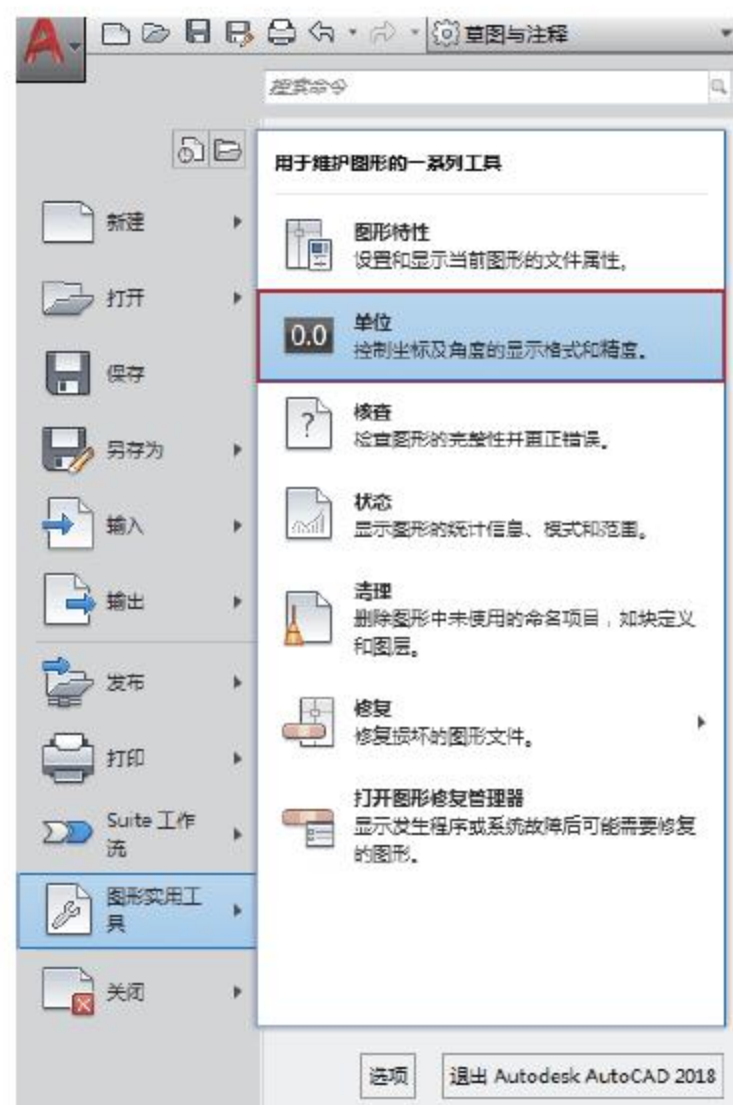 草图与注释
搜索命令
用于维护图形的一系列工具
新建
打开
保存
另存为
输入
输出
发布
打印
Suite 工作
流
图形实用工
具
关闭
图形特性
设置和显示当前图形的文件属性。
0.0
单位
控制坐标及角度的显示格式和精度。
核查
检查图形的完整性并更正错误。
状态
显示图形的统计信息、模式和范围。
清理
删除图形中未使用的命名项目，如块定义
和图层。
修复
修复损坏的图形文件。
打开图形修复管理器
显示发生程序或系统故障后可能需要修复
的图形。
选项
退出 Autodesk AutoCAD 2018